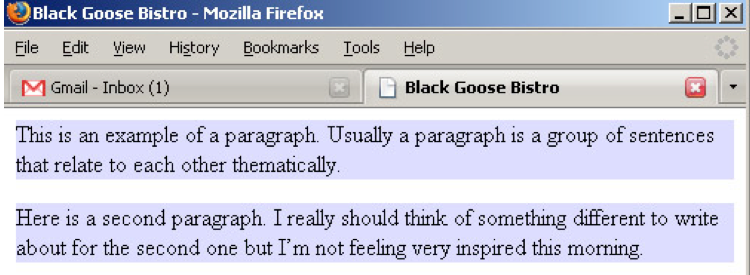 Black Goose Bistro - Mozilla Firefox
File Edit View History Bookmarks Tools Help
Gmail - Inbox (1) Black Goose Bistro
This is an example of a paragraph. Usually a paragraph is a group of sentences
that relate to each other thematically.
Here is a second paragraph. I really should think of something different to write
about for the second one but I'm not feeling very inspired this morning.